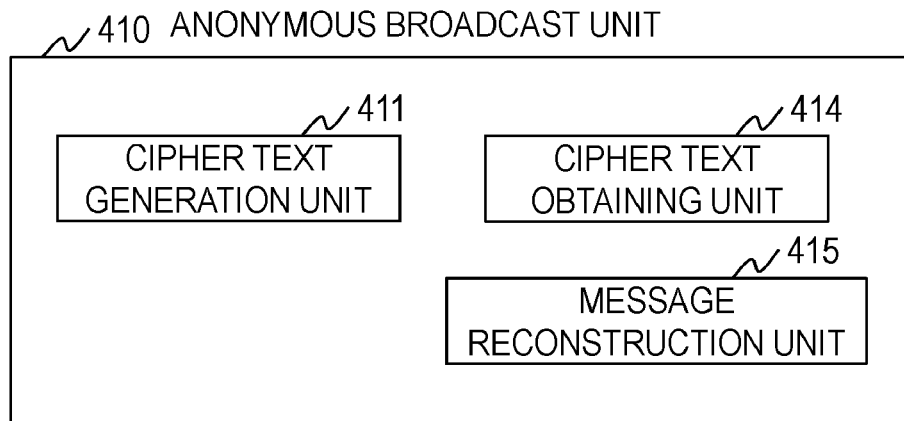 410 ANONYMOUS BROADCAST UNIT
411
CIPHER TEXT
GENERATION UNIT
414
CIPHER TEXT
OBTAINING UNIT
415
MESSAGE
RECONSTRUCTION UNIT